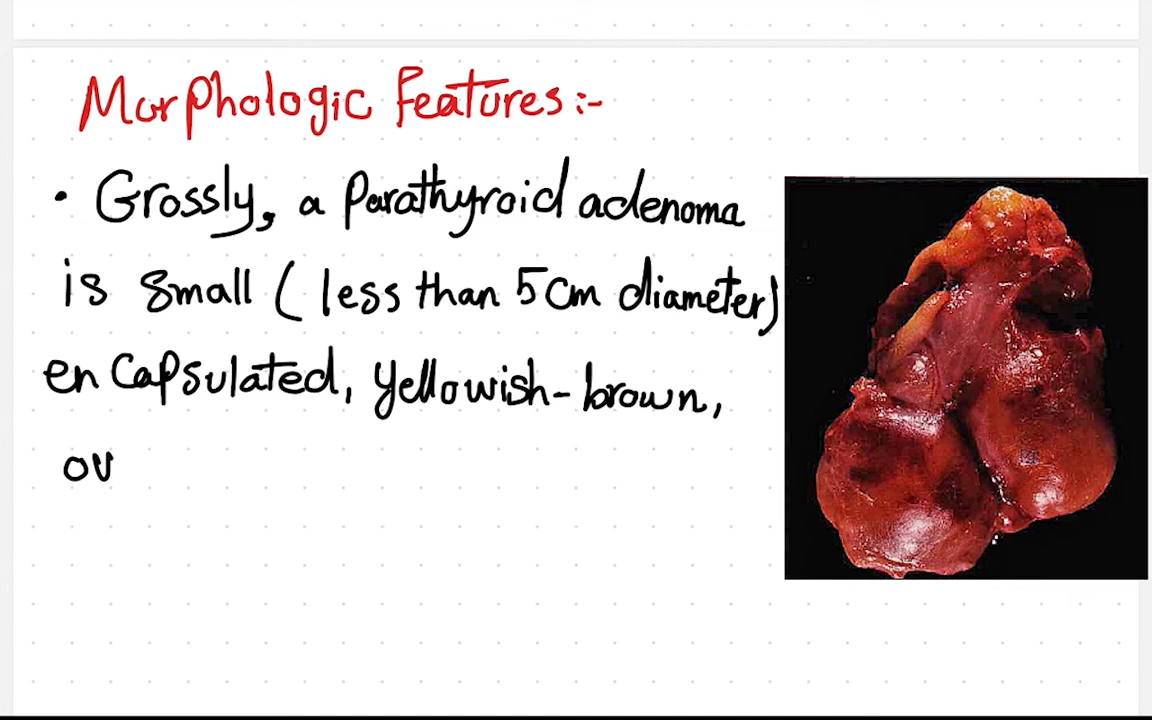 Morphologic Features:-
• Grossly, a Parathyroid adenoma
is small (less than 5cm diameter)
encapsulated, yellowish-brown,
ov